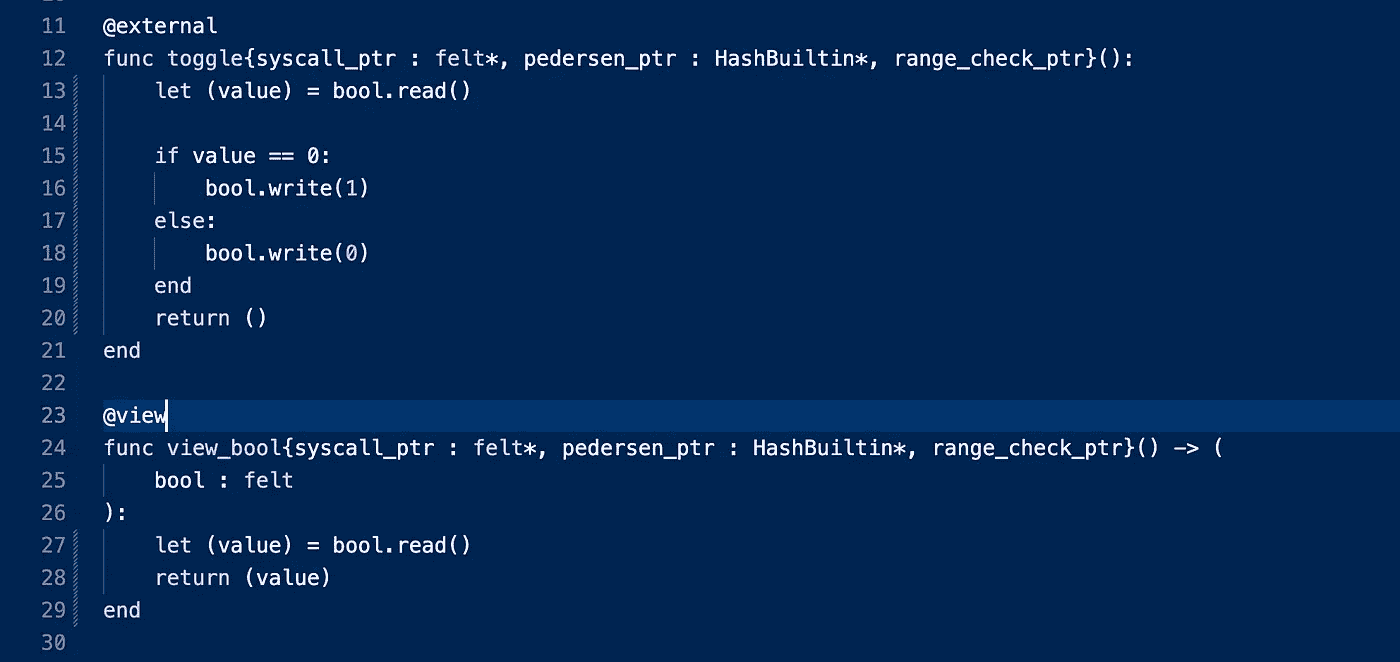 11 @external
12 func toggle{syscall_ptr : felt*, pedersen_ptr : HashBuiltin*, range_check_ptr}():
13     let (value) = bool.read()
14
15     if value == 0:
16         bool.write(1)
17     else:
18         bool.write(0)
19     end
20     return ()
21 end
22
23 @view
24 func view_bool{syscall_ptr : felt*, pedersen_ptr : HashBuiltin*, range_check_ptr}() -> (
25     bool : felt
26 ):
27     let (value) = bool.read()
28     return (value)
29 end
30